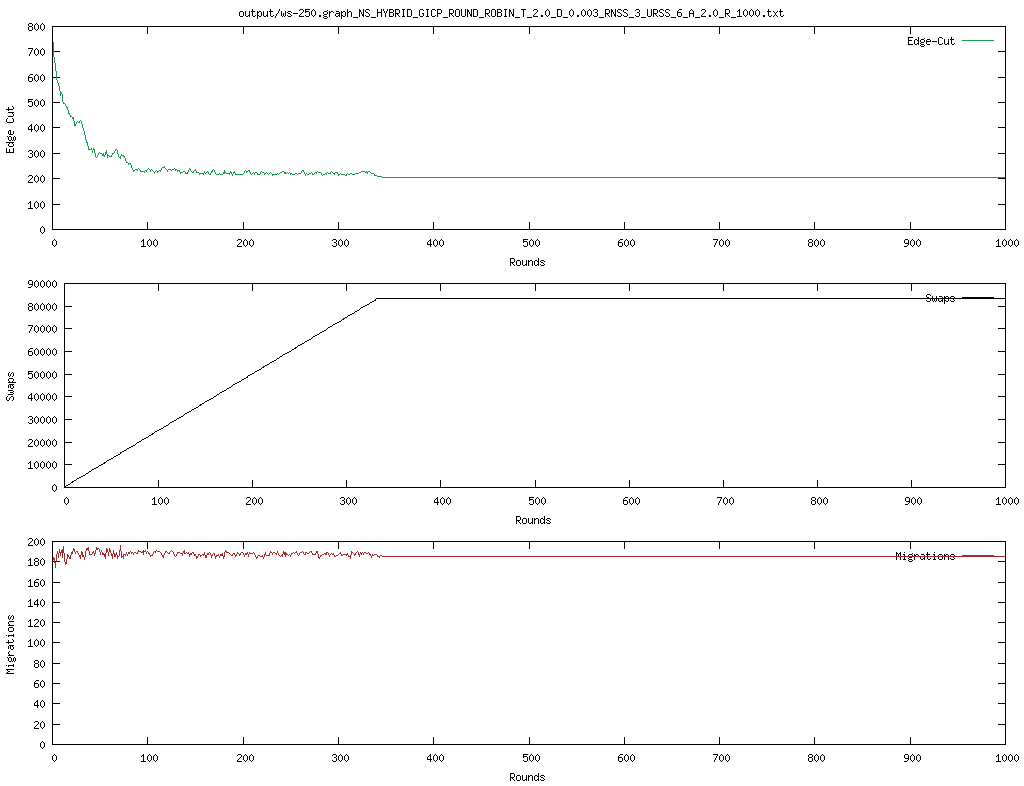 output/ws-250.graph_NS_HYBRID_GICP_ROUND_ROBIN_T_2.0_D_0.003_RNSS_3_URSS_6_A_2.0_R_1000.txt
800
700
600
500
400
300
200
100
0
Edge Cut
Edge-Cut
0 100 200 300 400 500 600 700 800 900 1000
Rounds
90000
80000
70000
60000
50000
40000
30000
20000
10000
0
Swaps
Swaps
0 100 200 300 400 500 600 700 800 900 1000
Rounds
200
180
160
140
120
100
80
60
40
20
0
Migrations
Migrations
0 100 200 300 400 500 600 700 800 900 1000
Rounds